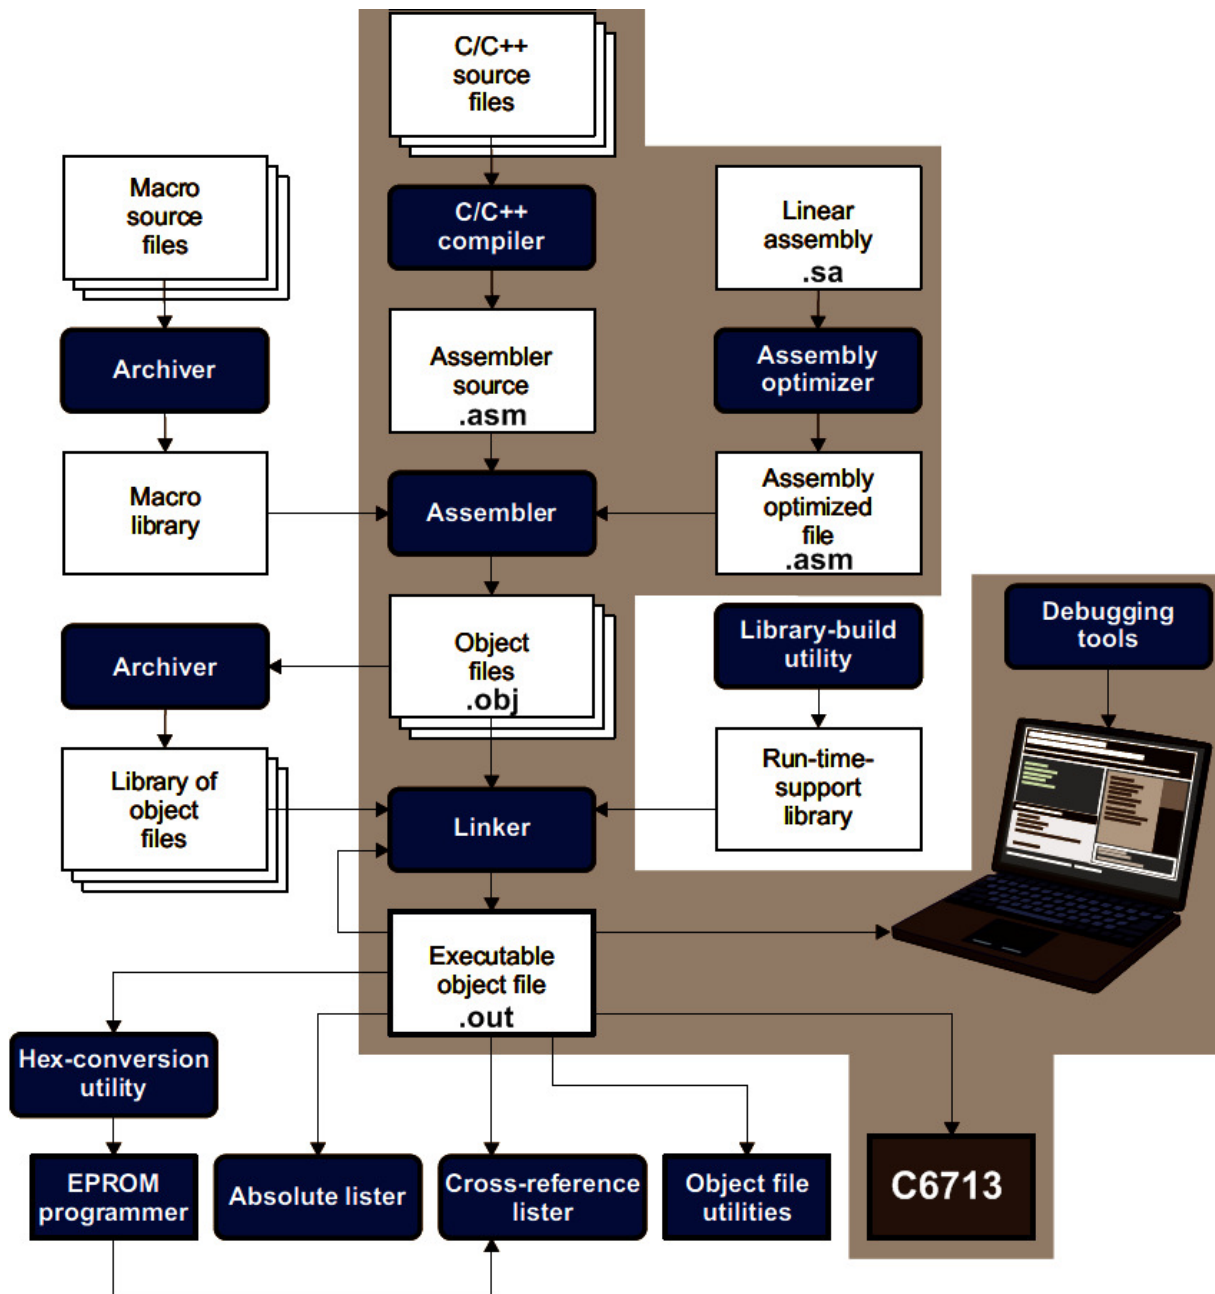 C/C++
source
files
Macro
source
files
C/C++
compiler
Linear
assembly
.sa
Archiver
Assembler
source
.asm
Assembly
optimizer
Macro
library
Assembler
Assembly
optimized
file
.asm
Archiver
Object
files
.obj
Library-build
utility
Debugging
tools
Library of
object
files
Linker
Run-time-
support
library
Executable
object file
.out
Hex-conversion
utility
EPROM
programmer
Absolute lister
Cross-reference
lister
Object file
utilities
C6713